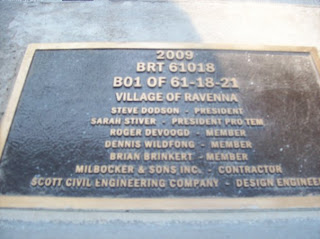 2009
BRT 61018
B01 OF 61-18-21
VILLAGE OF RAVENNA
STEVE DODSON - PRESIDENT
SARAH STIVER - PRESIDENT PRO TEM
ROGER DEVOOGD - MEMBER
DENNIS WILDFONG - MEMBER
BRIAN BRINKERT - MEMBER
MILBOCKER & SONS INC. - CONTRACTOR
SCOTT CIVIL ENGINEERING COMPANY - DESIGN ENGINEER